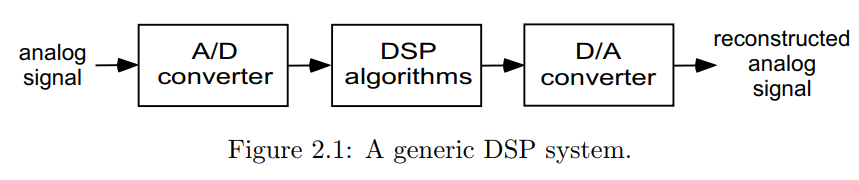 analog
signal
A/D
converter
DSP
algorithms
D/A
converter
reconstructed
analog
signal
Figure 2.1: A generic DSP system.